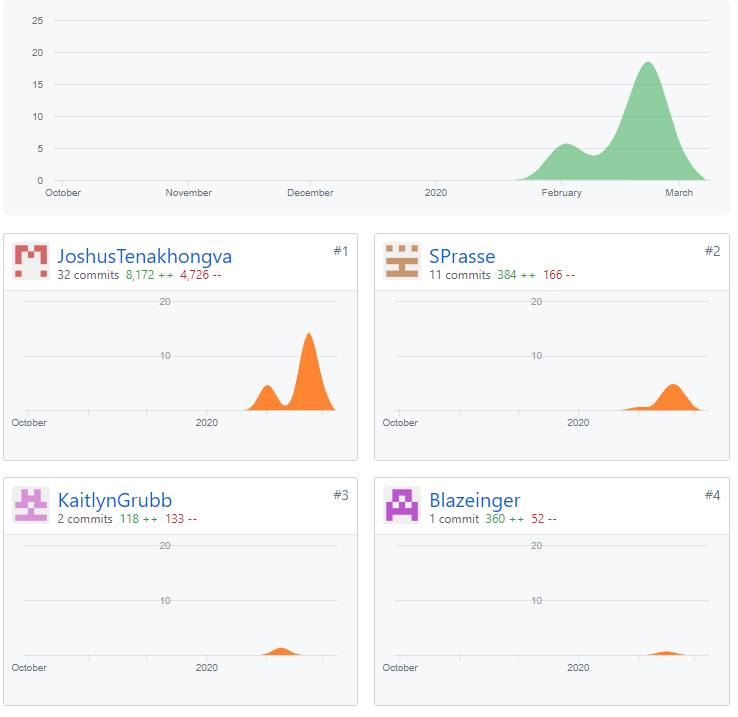 25
20
15
10
5
0
October November December 2020 February March
JoshusTenakhongva #1
32 commits 8,172 ++ 4,726 --
20
10
October 2020
SPrasse #2
11 commits 384 ++ 166 --
20
10
October 2020
KaitlynGrubb #3
2 commits 118 ++ 133 --
20
10
October 2020
Blazeinger #4
1 commit 360 ++ 52 --
20
10
October 2020